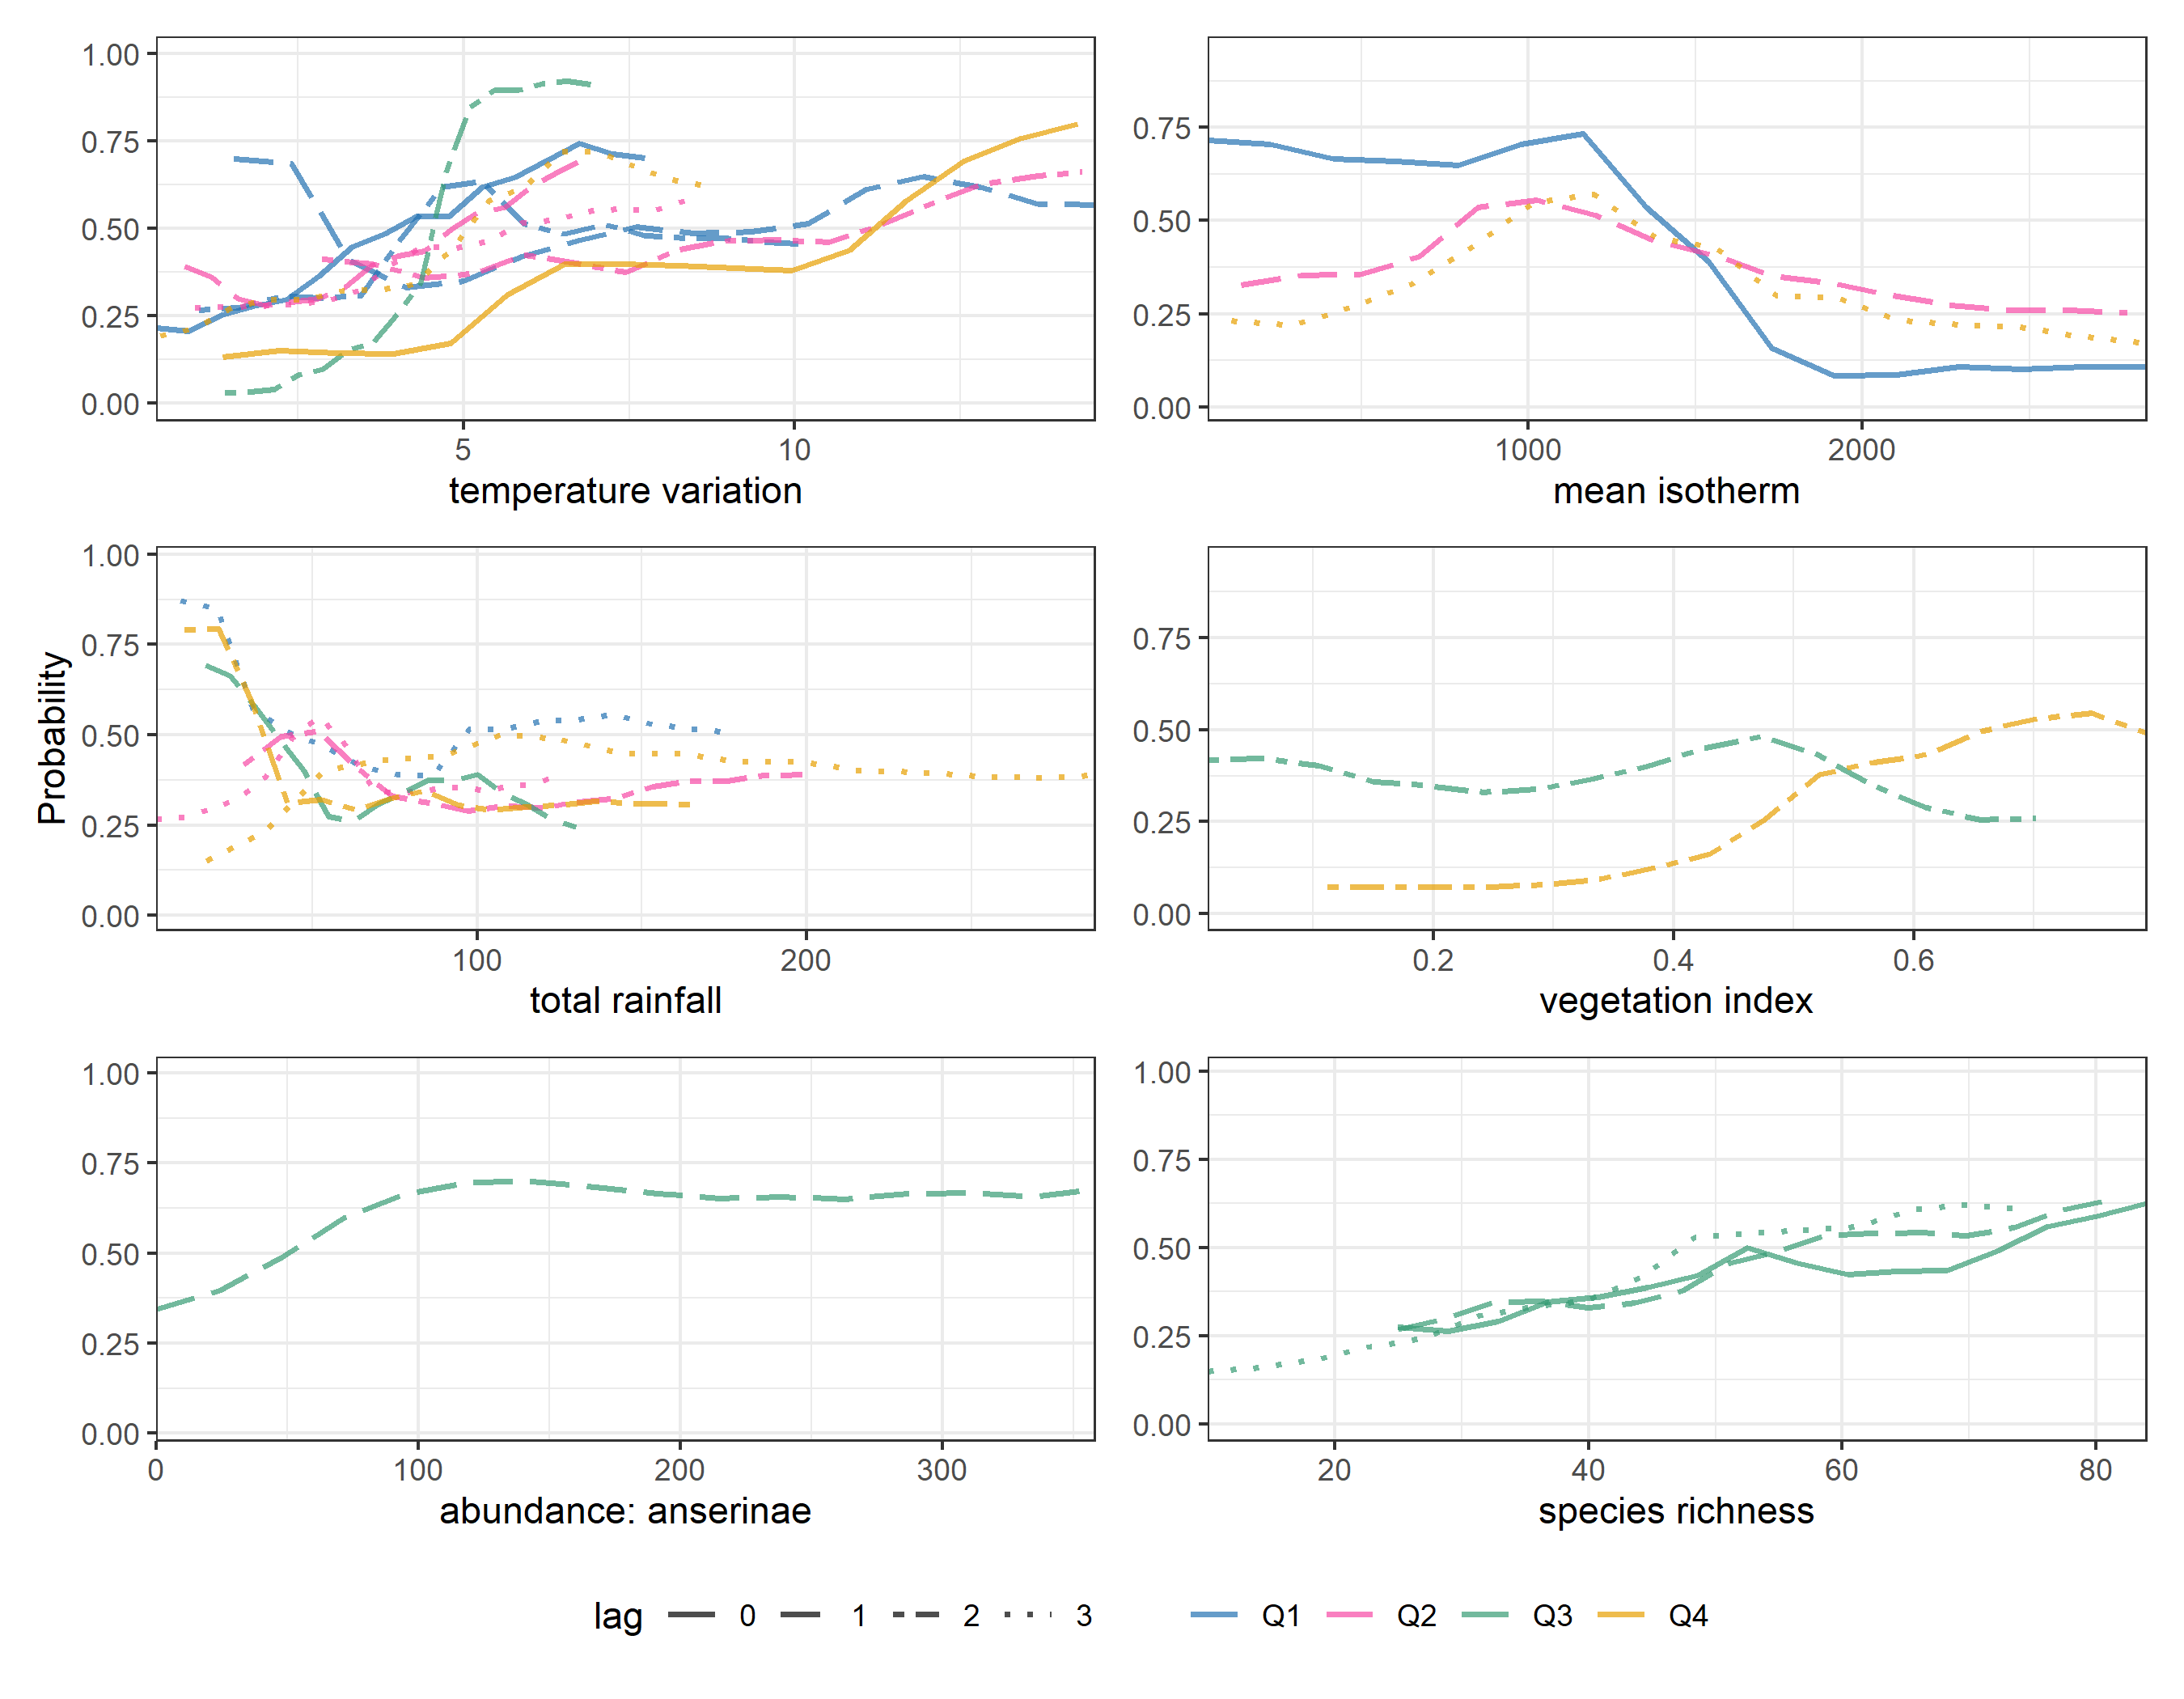 1.00
0.75
0.50
0.25
0.00
5 10
temperature variation
0.75
0.50
0.25
0.00
1000 2000
mean isotherm
Probability
1.00
0.75
0.50
0.25
0.00
100 200
total rainfall
0.75
0.50
0.25
0.00
0.2 0.4 0.6
vegetation index
1.00
0.75
0.50
0.25
0.00
0 100 200 300
abundance: anserinae
1.00
0.75
0.50
0.25
0.00
20 40 60 80
species richness
lag 0 1 2 3 Q1 Q2 Q3 Q4